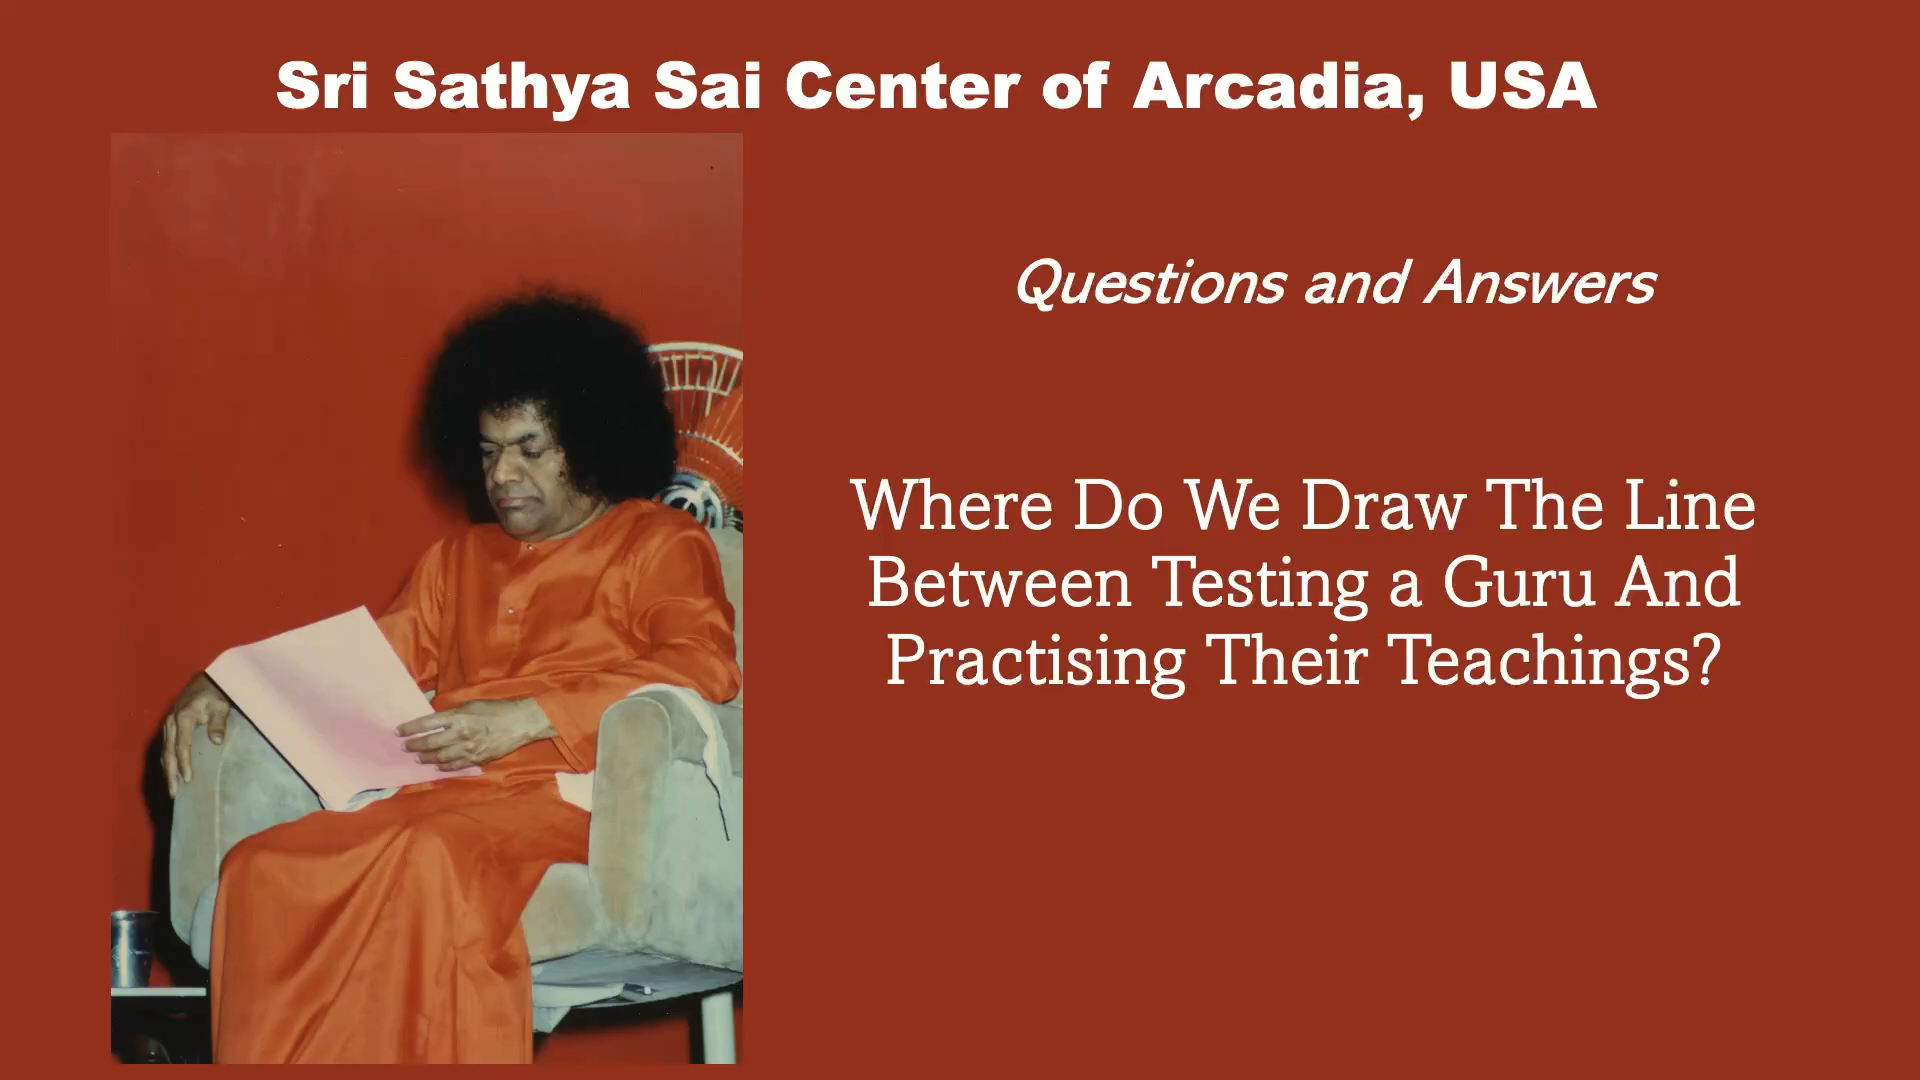 Sri Sathya Sai Center of Arcadia, USA
Questions and Answers
Where Do We Draw The Line
Between Testing a Guru And
Practising Their Teachings?